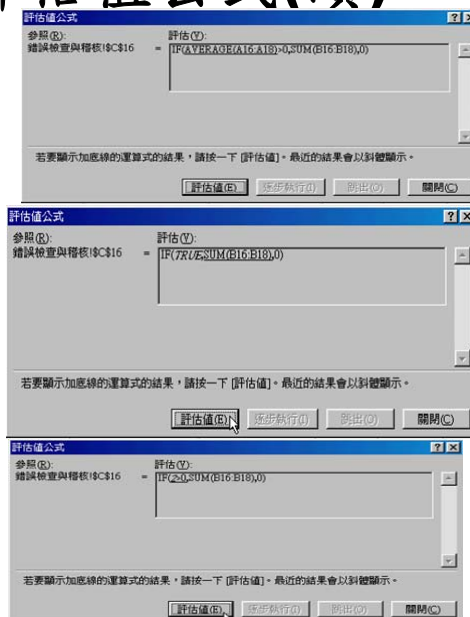 評估值公式(續)
評估值公式
參照(R):
評估(V):
錯誤檢查與稽核!$C$16
= IF(AVERAGE(A16:A18)>0,SUM(B16:B18),0)
若要顯示加底線的運算式的結果,請按一下 [評估值]。最近的結果會以斜體顯示。
評估值(E) 逐步執行(I) 跳出(O) 關閉(C)
評估值公式
參照(R):
評估(V):
錯誤檢查與稽核!$C$16
= IF(TRUE,SUM(B16:B18),0)
若要顯示加底線的運算式的結果,請按一下 [評估值]。最近的結果會以斜體顯示。
評估值(E) 逐步執行(I) 跳出(O) 關閉(C)
評估值公式
參照(R):
評估(V):
錯誤檢查與稽核!$C$16
= IF(2>0,SUM(B16:B18),0)
若要顯示加底線的運算式的結果,請按一下 [評估值]。最近的結果會以斜體顯示。
評估值(E) 逐步執行(I) 跳出(O) 關閉(C)